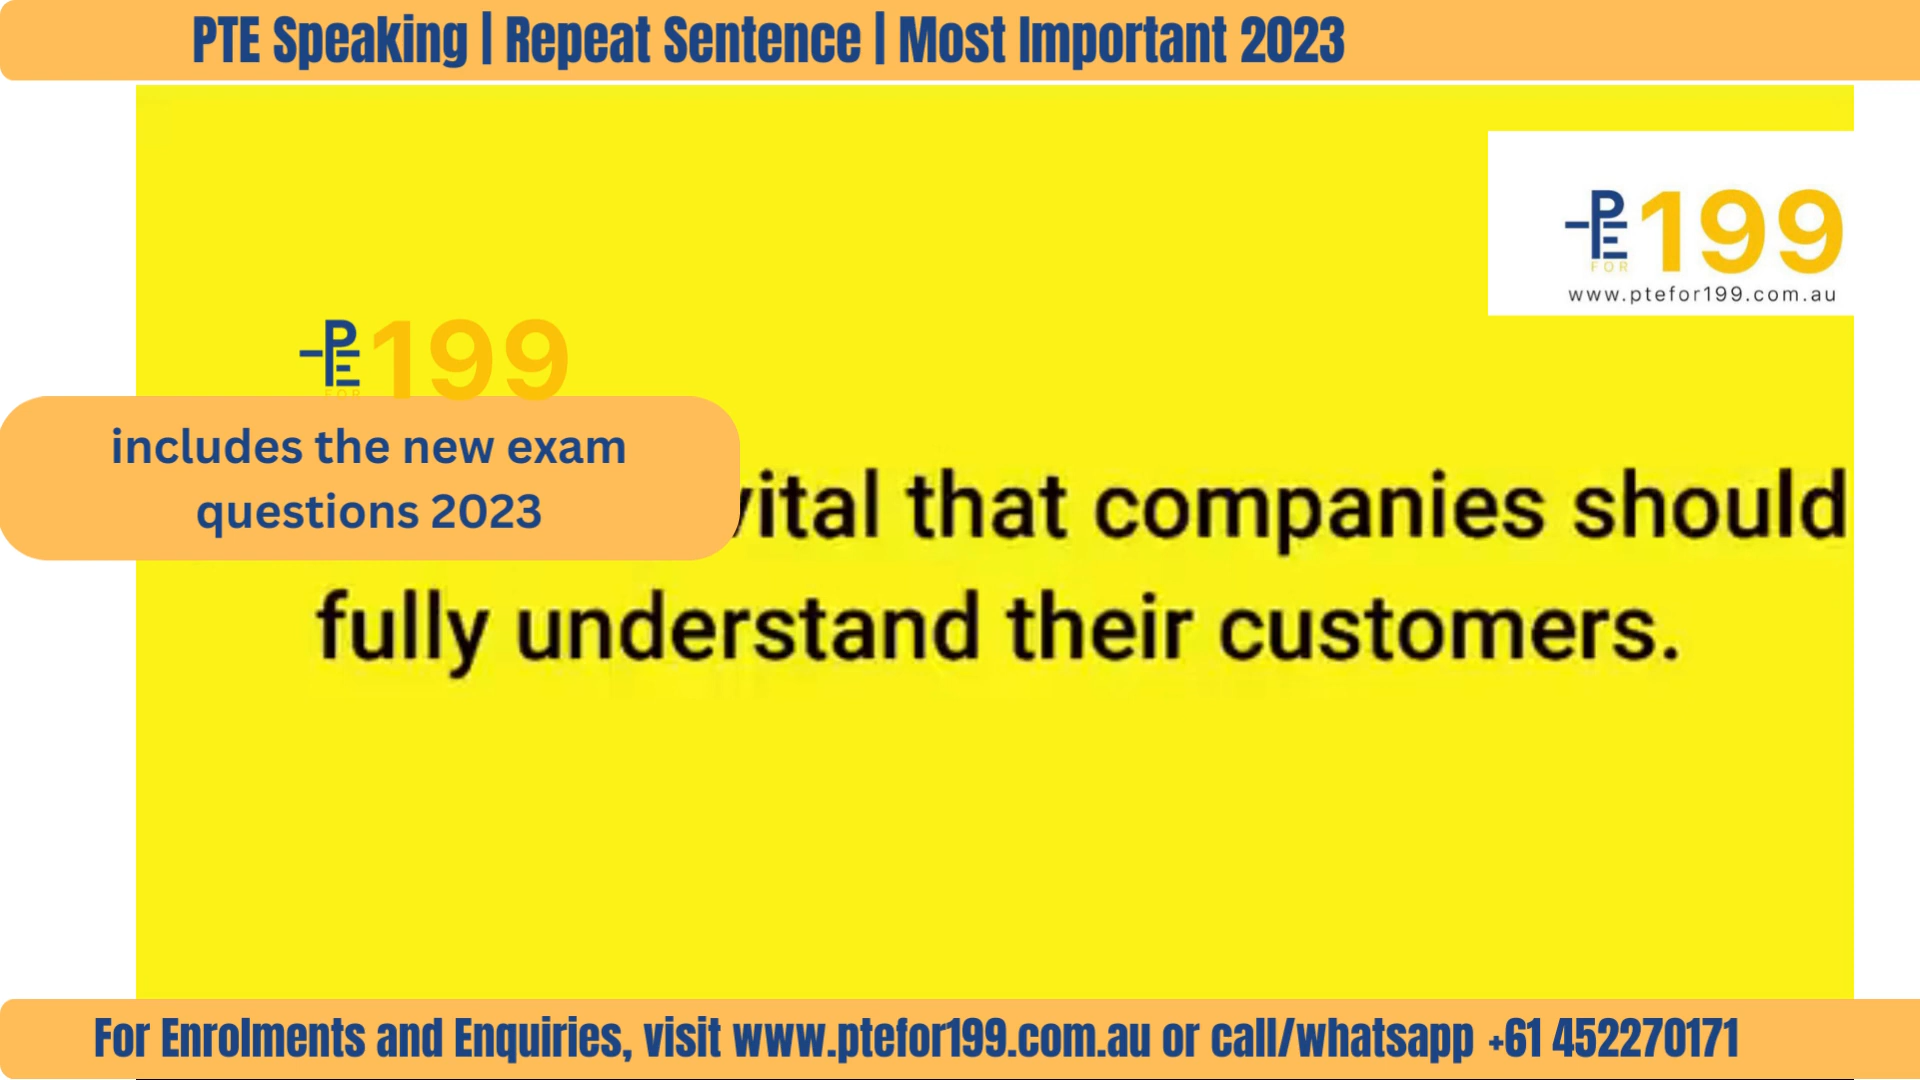 PTE Speaking | Repeat Sentence | Most Important 2023
PE 199
FOR
www.ptefor199.com.au
PE 199
FOR
includes the new exam
questions 2023
vital that companies should
fully understand their customers.
For Enrolments and Enquiries, visit www.ptefor199.com.au or call/whatsapp +61 452270171